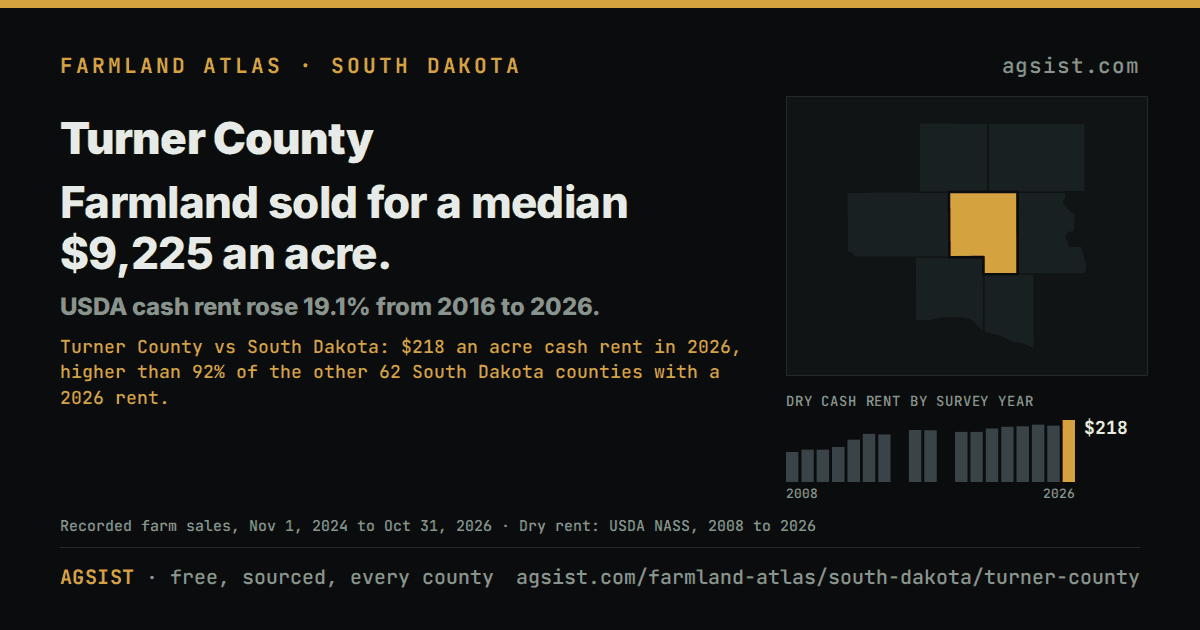 FARMLAND ATLAS · SOUTH DAKOTA
agsist.com
Turner County
Farmland sold for a median
$9,225 an acre.
USDA cash rent rose 19.1% from 2016 to 2026.
Turner County vs South Dakota: $218 an acre cash rent in 2026,
higher than 92% of the other 62 South Dakota counties with a
2026 rent.
DRY CASH RENT BY SURVEY YEAR
$218
2008
2026
Recorded farm sales, Nov 1, 2024 to Oct 31, 2026 · Dry rent: USDA NASS, 2008 to 2026
AGSIST · free, sourced, every county
agsist.com/farmland-atlas/south-dakota/turner-county